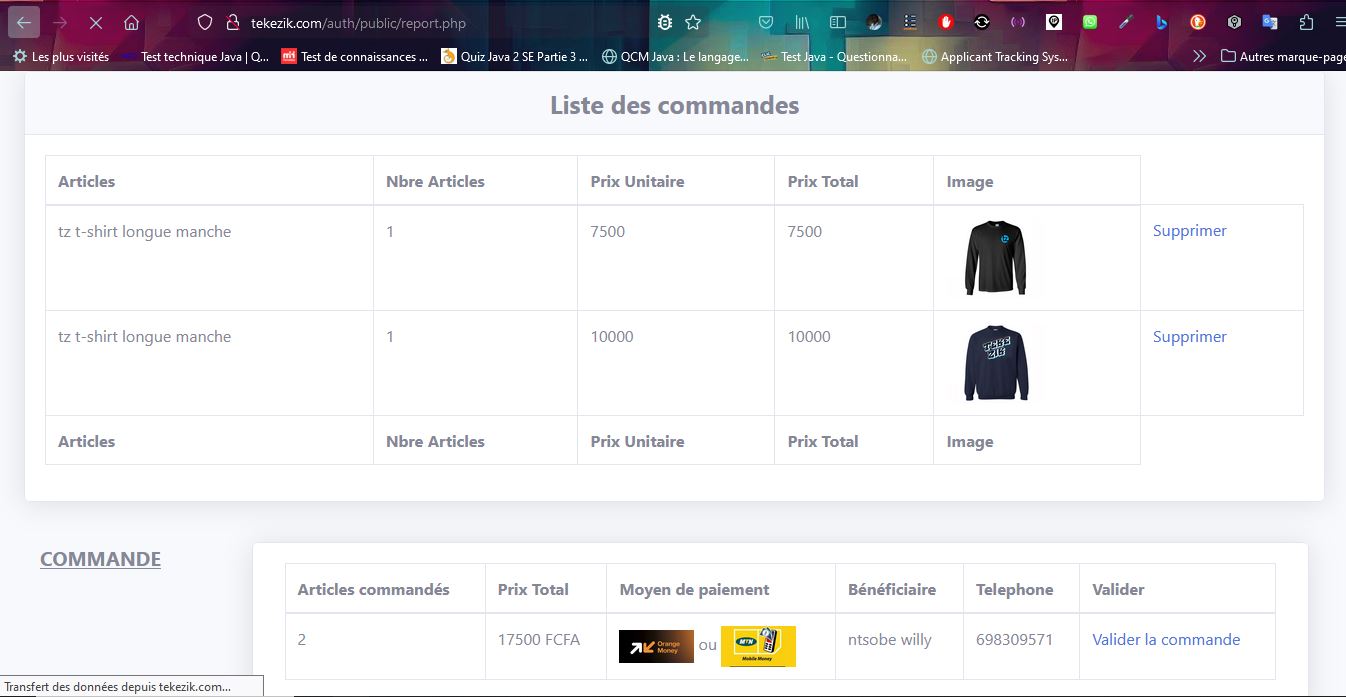 tekezik.com/auth/public/report.php
Les plus visités
Test technique Java | Q...
Test de connaissances ...
Quiz Java 2 SE Partie 3 ...
QCM Java : Le langage...
Test Java - Questionna...
Applicant Tracking Sys...
Autres marque-page
Liste des commandes
Articles Nbre Articles Prix Unitaire Prix Total Image
tz t-shirt longue manche 1 7500 7500 Supprimer
tz t-shirt longue manche 1 10000 10000 Supprimer
TEKE
ZIK
Articles Nbre Articles Prix Unitaire Prix Total Image
COMMANDE
Articles commandés Prix Total Moyen de paiement Bénéficiaire Telephone Valider
2 17500 FCFA ou ntsobe willy 698309571 Valider la commande
Orange
Money
MTN
Mobile Money
Transfert des données depuis tekezik.com...